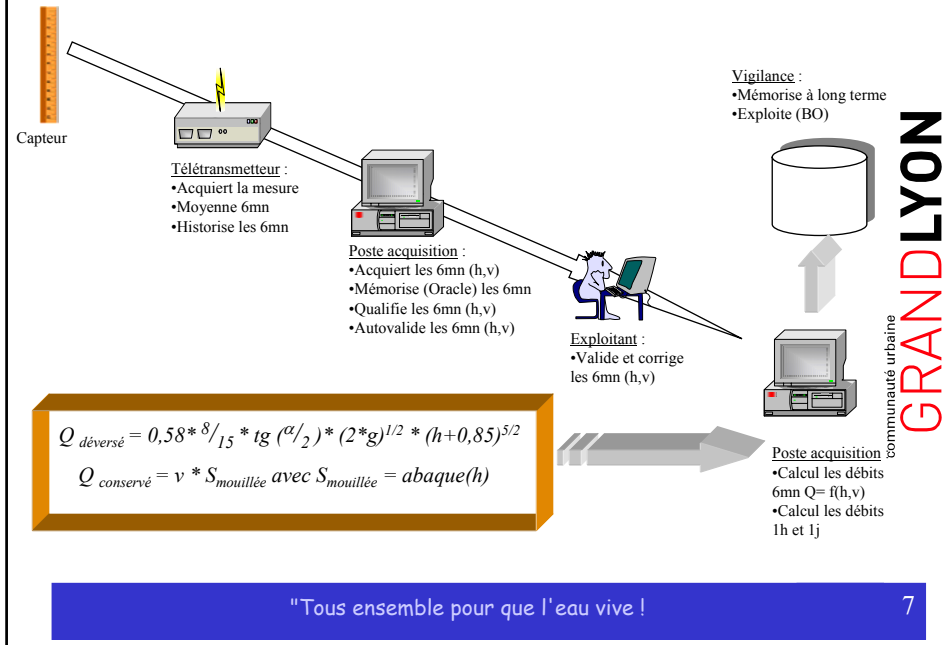 Capteur
Télétransmetteur :
•Acquiert la mesure
•Moyenne 6mn
•Historise les 6mn
Poste acquisition :
•Acquiert les 6mn (h,v)
•Mémorise (Oracle) les 6mn
•Qualifie les 6mn (h,v)
•Autovalide les 6mn (h,v)
Exploitant :
•Valide et corrige
les 6mn (h,v)
Vigilance :
•Mémorise à long terme
•Exploite (BO)
Poste acquisition :
•Calcul les débits
6mn Q= f(h,v)
•Calcul les débits
1h et 1j
Q déversé = 0,58* 8/15 * tg (α/2 )* (2*g)1/2 * (h+0,85)5/2
Q conservé = v * Smouillée avec Smouillée = abaque(h)
communauté urbaine
GRANDLYON
"Tous ensemble pour que l'eau vive !
7